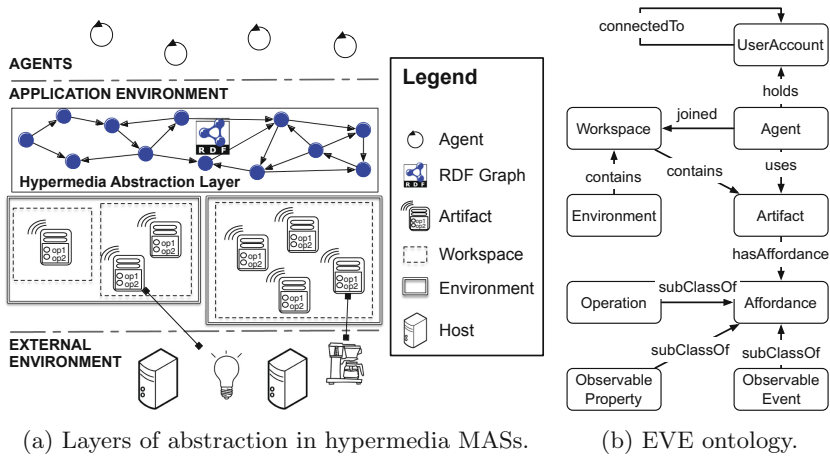 AGENTS
APPLICATION ENVIRONMENT
RDF
Hypermedia Abstraction Layer
op1
op2
op1
op2
op1
op2
op1
op2
op1
op2
op1
op2
op1
op2
EXTERNAL
ENVIRONMENT
Legend
Agent
RDF
RDF Graph
op1
op2
Artifact
Workspace
Environment
Host
(a) Layers of abstraction in hypermedia MASs.
connectedTo
UserAccount
holds
Workspace
joined
Agent
contains
contains
uses
Environment
Artifact
hasAffordance
Operation
subClassOf
Affordance
subClassOf
subClassOf
Observable
Property
Observable
Event
(b) EVE ontology.